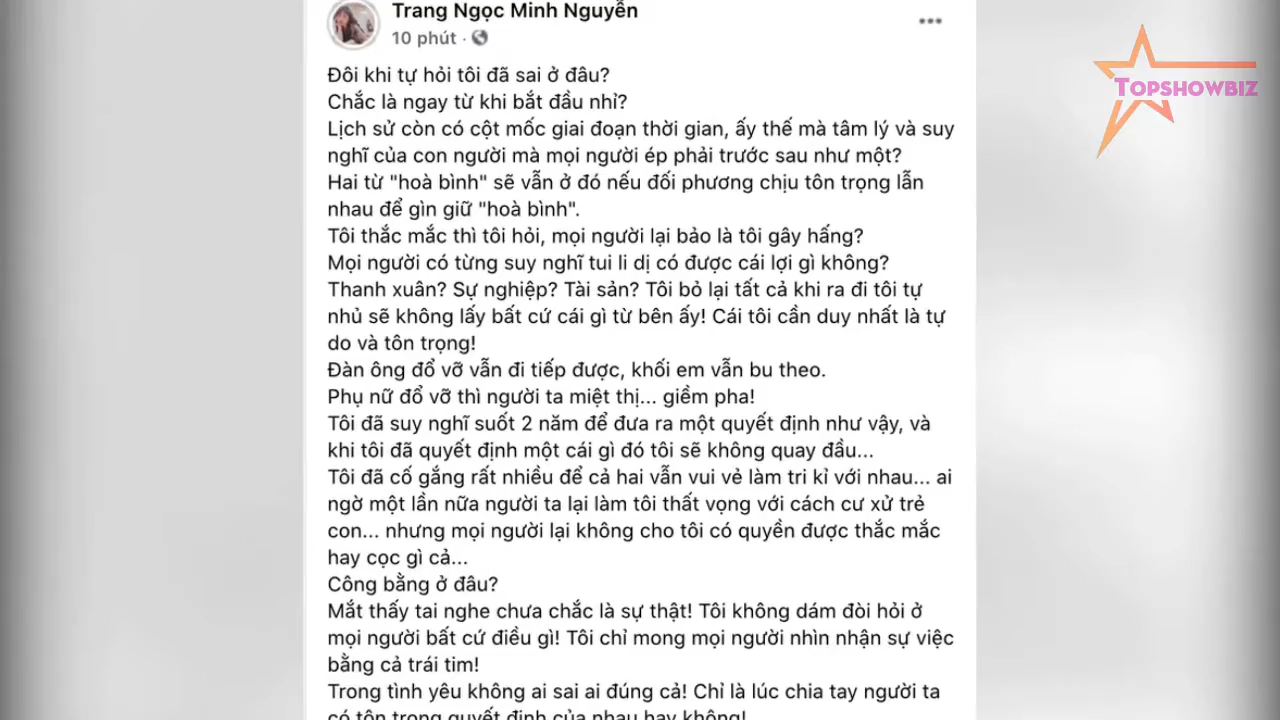 Trang Ngọc Minh Nguyễn
10 phút ·
TOPSHOWBIZ
Đôi khi tự hỏi tôi đã sai ở đâu?
Chắc là ngay từ khi bắt đầu nhỉ?
Lịch sử còn có cột mốc giai đoạn thời gian, ấy thế mà tâm lý và suy
nghĩ của con người mà mọi người ép phải trước sau như một?
Hai từ "hoà bình" sẽ vẫn ở đó nếu đối phương chịu tôn trọng lẫn
nhau để gìn giữ "hoà bình".
Tôi thắc mắc thì tôi hỏi, mọi người lại bảo là tôi gây hấng?
Mọi người có từng suy nghĩ tui li dị có được cái lợi gì không?
Thanh xuân? Sự nghiệp? Tài sản? Tôi bỏ lại tất cả khi ra đi tôi tự
nhủ sẽ không lấy bất cứ cái gì từ bên ấy! Cái tôi cần duy nhất là tự
do và tôn trọng!
Đàn ông đổ vỡ vẫn đi tiếp được, khối em vẫn bu theo.
Phụ nữ đổ vỡ thì người ta miệt thị... giềm pha!
Tôi đã suy nghĩ suốt 2 năm để đưa ra một quyết định như vậy, và
khi tôi đã quyết định một cái gì đó tôi sẽ không quay đầu...
Tôi đã cố gắng rất nhiều để cả hai vẫn vui vẻ làm tri kỉ với nhau... ai
ngờ một lần nữa người ta lại làm tôi thất vọng với cách cư xử trẻ
con... nhưng mọi người lại không cho tôi có quyền được thắc mắc
hay cọc gì cả...
Công bằng ở đâu?
Mắt thấy tai nghe chưa chắc là sự thật! Tôi không dám đòi hỏi ở
mọi người bất cứ điều gì! Tôi chỉ mong mọi người nhìn nhận sự việc
bằng cả trái tim!
Trong tình yêu không ai sai ai đúng cả! Chỉ là lúc chia tay người ta
có tôn trọng quyết định của nhau hay không!